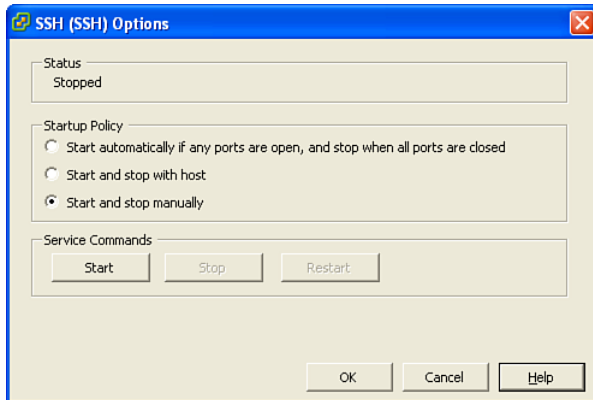 SSH (SSH) Options
Status
Stopped
Startup Policy
Start automatically if any ports are open, and stop when all ports are closed
Start and stop with host
Start and stop manually
Service Commands
Start Stop Restart
OK Cancel Help